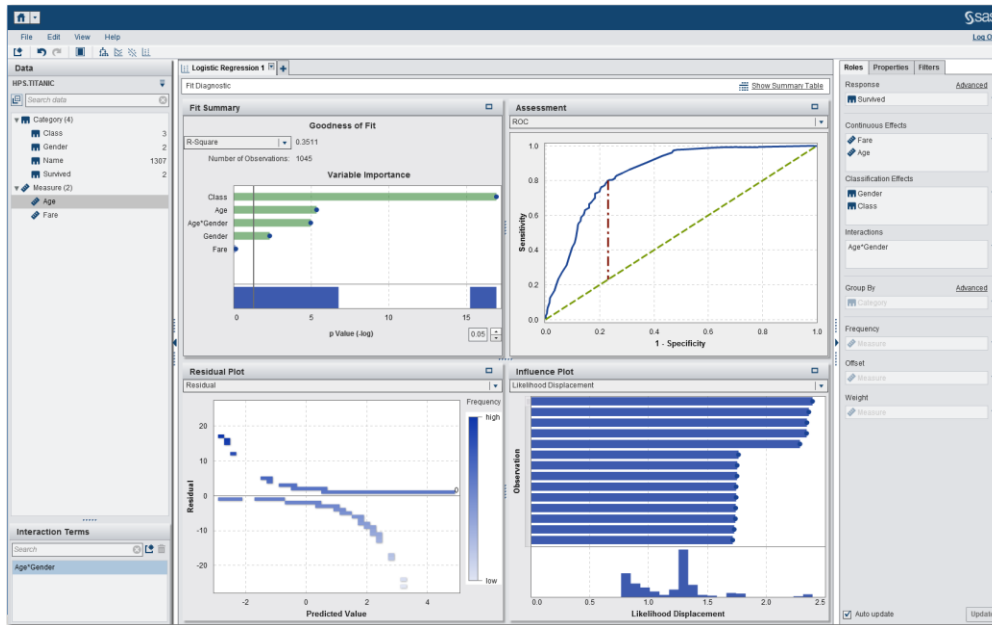 sas
File Edit View Help
Log O
Data
HPS.TITANIC
Search data
Category (4)
Class 3
Gender 2
Name 1307
Survived 2
Measure (2)
Age
Fare
Interaction Terms
Search
Age*Gender
Logistic Regression 1
Fit Diagnostic
Show Summary Table
Fit Summary
Goodness of Fit
R-Square 0.3511
Number of Observations: 1045
Variable Importance
Class
Age
Age*Gender
Gender
Fare
0 5 10 15
p Value (-log)
0.05
Assessment
ROC
1.0
0.8
0.6
0.4
0.2
0.0
Sensitivity
0.0 0.2 0.4 0.6 0.8 1.0
1 - Specificity
Residual Plot
Residual
Frequency
high
low
20
10
0
-10
-20
0
Residual
-2 0 2 4
Predicted Value
Influence Plot
Likelihood Displacement
Observation
0.0 0.5 1.0 1.5 2.0 2.5
Likelihood Displacement
Roles Properties Filters
Response Advanced
Survived
Continuous Effects
Fare
Age
Classification Effects
Gender
Class
Interactions
Age*Gender
Group By Advanced
Category
Frequency
Measure
Offset
Measure
Weight
Measure
Auto update
Update